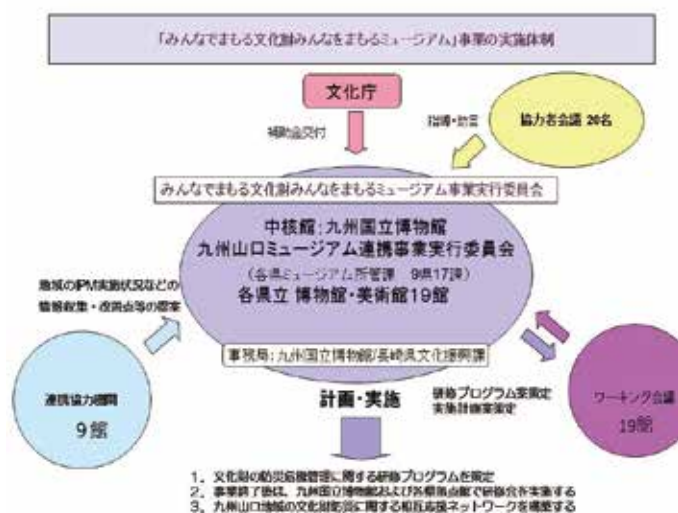 「みんなでまもる文化財みんなをまもるミュージアム」事業の実施体制
文化庁
補助金交付
指導・助言
協力者会議 20名
みんなでまもる文化財みんなをまもるミュージアム事業実行委員会
中核館:九州国立博物館
九州山口ミュージアム連携事業実行委員会
(各県ミュージアム所管課 9県17課)
各県立 博物館・美術館19館
地域のIPM実施状況などの
情報収集・改善点等の提案
事務局:九州国立博物館/長崎県文化振興課
連携協力機関
9館
計画・実施
研修プログラム案策定
実施計画案策定
ワーキング会議
19館
1、文化財の防災危機管理に関する研修プログラムを策定
2、事業終了後は、九州国立博物館および各県拠点館で研修会を実施する
3、九州山口地域の文化財防災に関する相互応援ネットワークを構築する